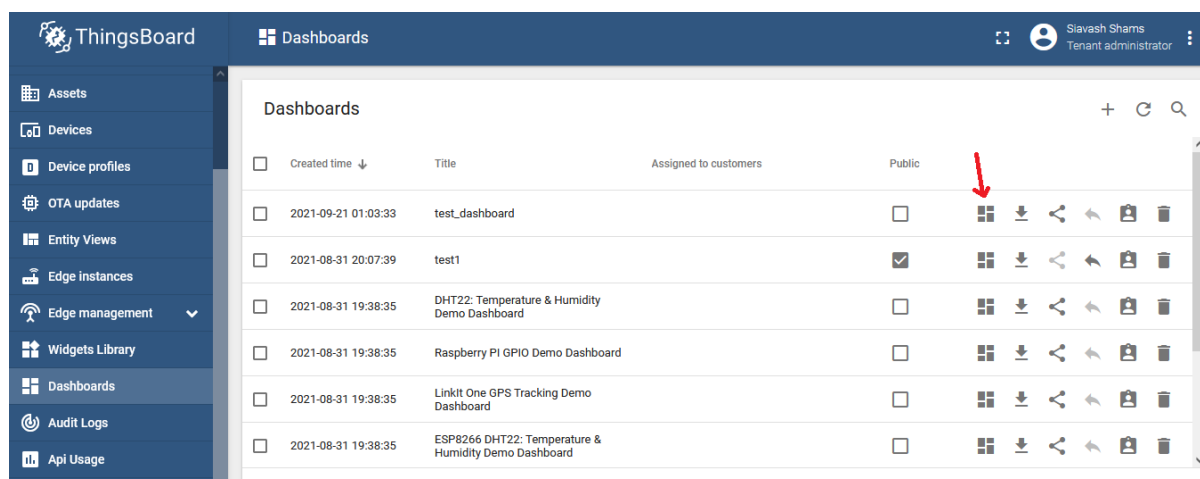 ThingsBoard
Dashboards
Siavash Shams
Tenant administrator
Assets
Devices
D
Device profiles
OTA updates
Entity Views
Edge instances
Edge management
Widgets Library
Dashboards
Audit Logs
Api Usage
Dashboards
Created time
Title
Assigned to customers
Public
2021-09-21 01:03:33
test_dashboard
2021-08-31 20:07:39
test1
2021-08-31 19:38:35
DHT22: Temperature & Humidity
Demo Dashboard
2021-08-31 19:38:35
Raspberry PI GPIO Demo Dashboard
2021-08-31 19:38:35
LinkIt One GPS Tracking Demo
Dashboard
2021-08-31 19:38:35
ESP8266 DHT22: Temperature &
Humidity Demo Dashboard